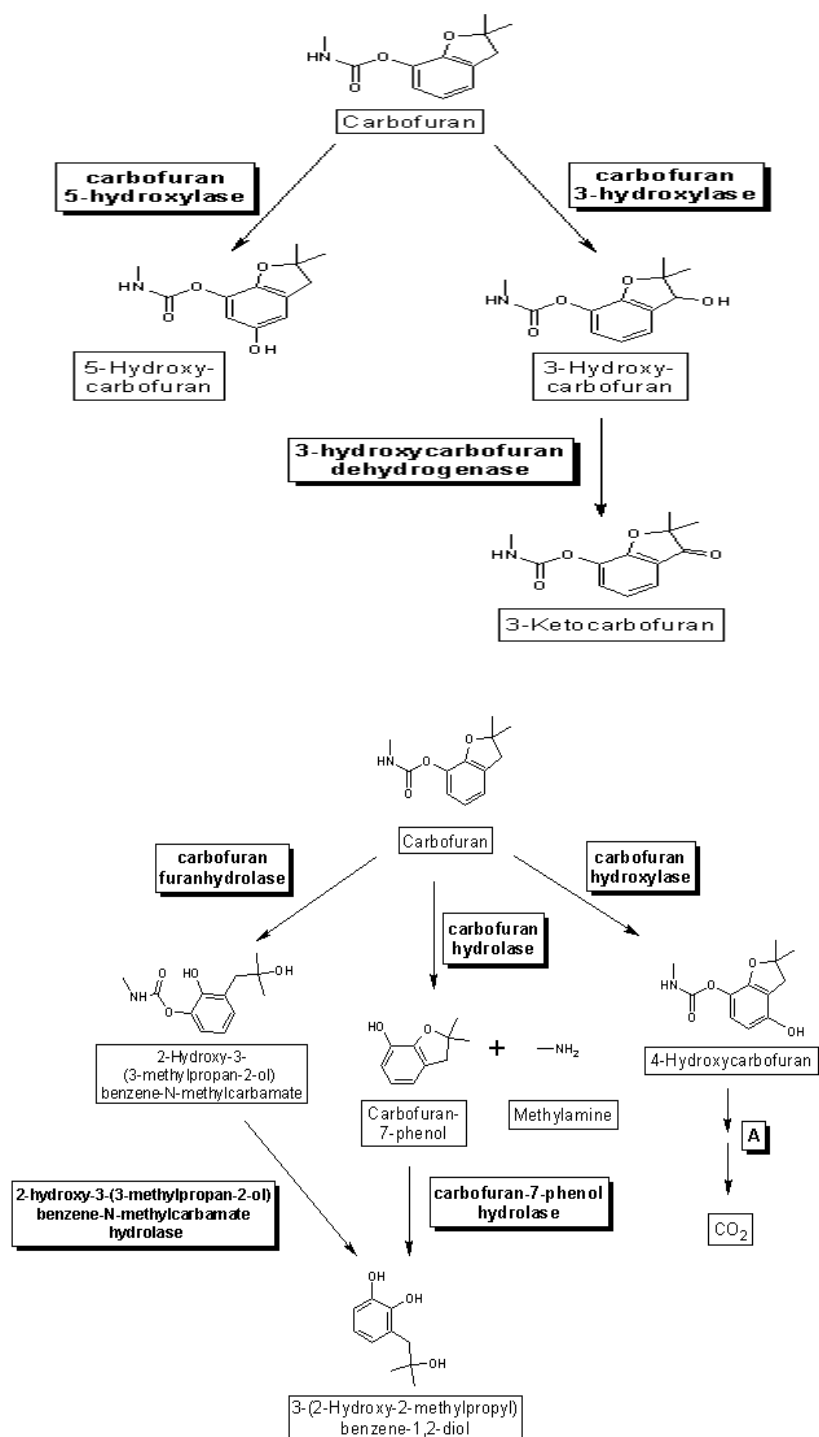 O
HN
O
O
Carbofuran
carbofuran
5-hydroxylase
carbofuran
3-hydroxylase
O
HN
O
O
OH
5-Hydroxy-
carbofuran
O
HN
O
O
OH
3-Hydroxy-
carbofuran
3-hydroxycarbofuran
dehydrogenase
O
HN
O
O
O
3-Ketocarbofuran
O
HN
O
O
Carbofuran
carbofuran
furanhydrolase
carbofuran
hydrolase
carbofuran
hydroxylase
O
HO
OH
NH
O
2-Hydroxy-3-
(3-methylpropan-2-ol)
benzene-N-methylcarbamate
HO
O
Carbofuran-
7-phenol
+
NH2
Methylamine
O
HN
O
O
OH
4-Hydroxycarbofuran
A
CO2
2-hydroxy-3-(3-methylpropan-2-ol)
benzene-N-methylcarbamate
hydrolase
carbofuran-7-phenol
hydrolase
OH
OH
OH
3-(2-Hydroxy-2-methylpropyl)
benzene-1,2-diol